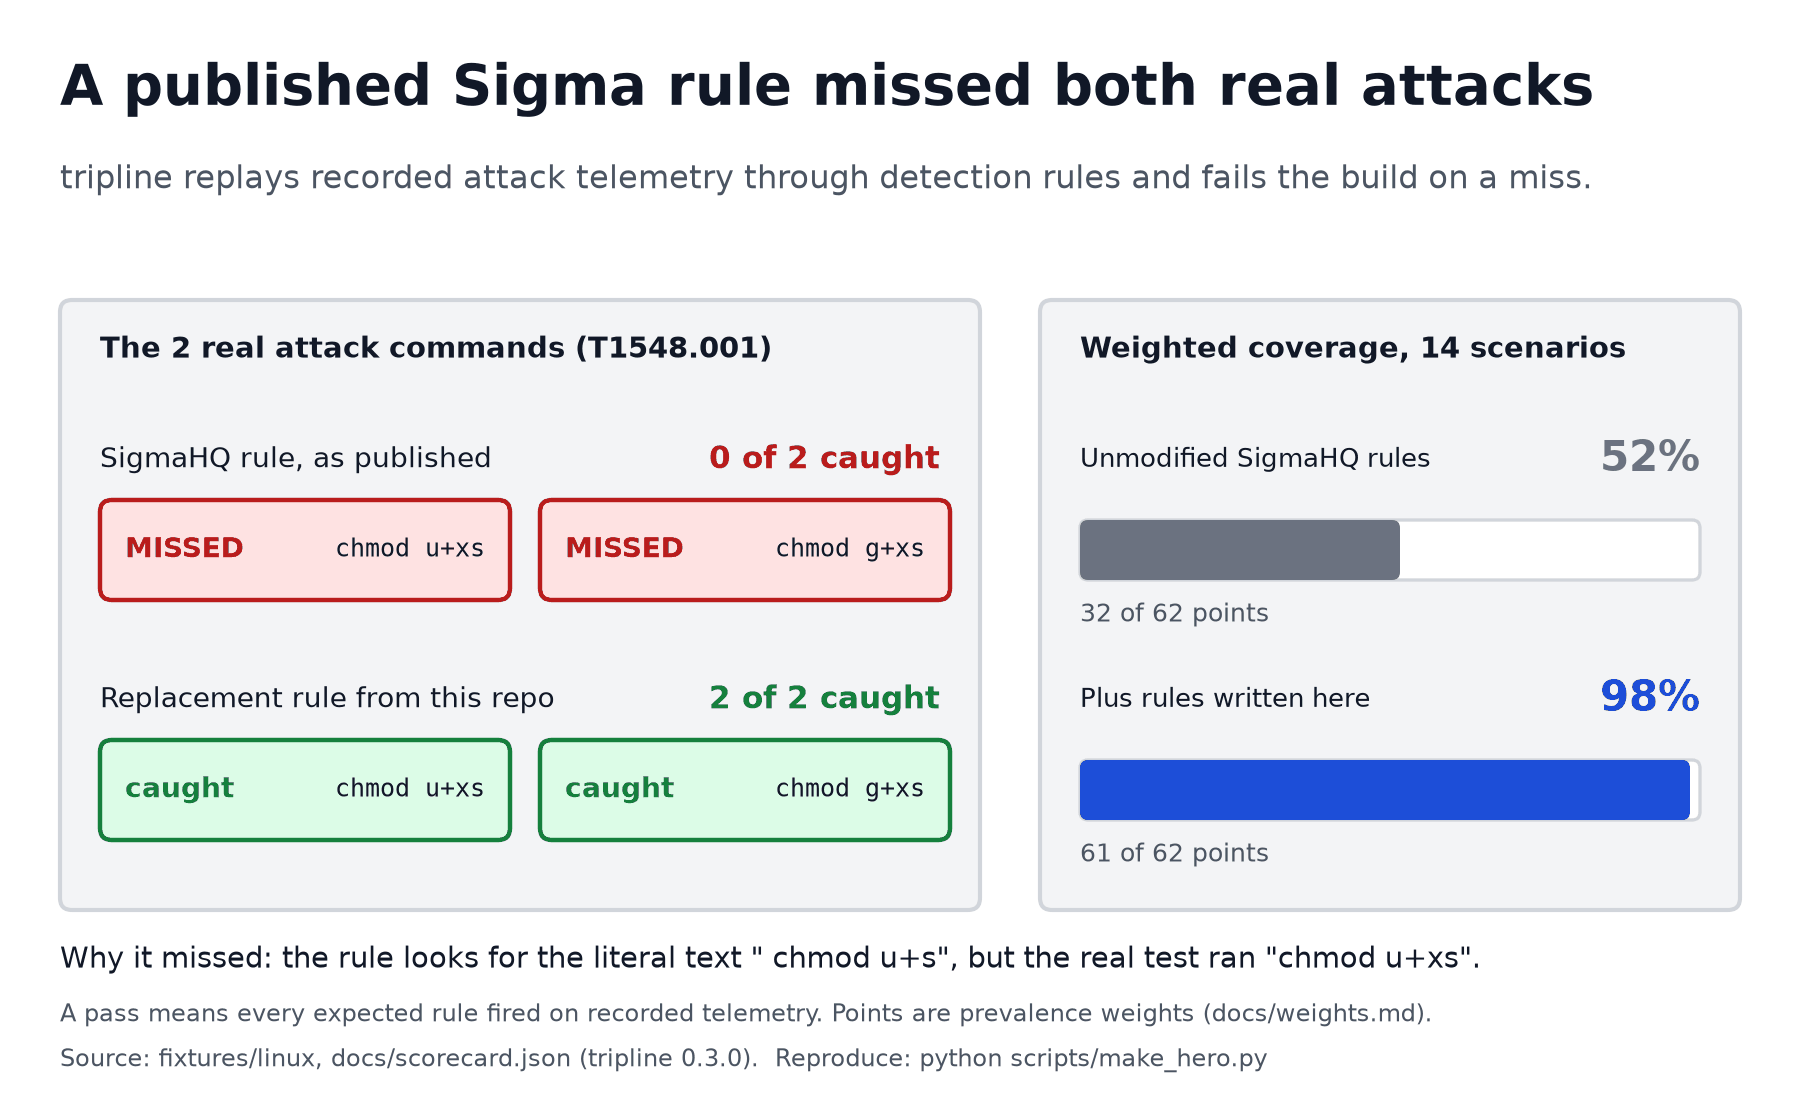 A published Sigma rule missed both real attacks
tripline replays recorded attack telemetry through detection rules and fails the build on a miss.
The 2 real attack commands (T1548.001)
SigmaHQ rule, as published 0 of 2 caught
MISSED chmod u+xs MISSED chmod g+xs
Replacement rule from this repo 2 of 2 caught
caught chmod u+xs caught chmod g+xs
Weighted coverage, 14 scenarios
Unmodified SigmaHQ rules 52%
32 of 62 points
Plus rules written here 98%
61 of 62 points
Why it missed: the rule looks for the literal text " chmod u+s", but the real test ran "chmod u+xs".
A pass means every expected rule fired on recorded telemetry. Points are prevalence weights (docs/weights.md).
Source: fixtures/linux, docs/scorecard.json (tripline 0.3.0).  Reproduce: python scripts/make_hero.py